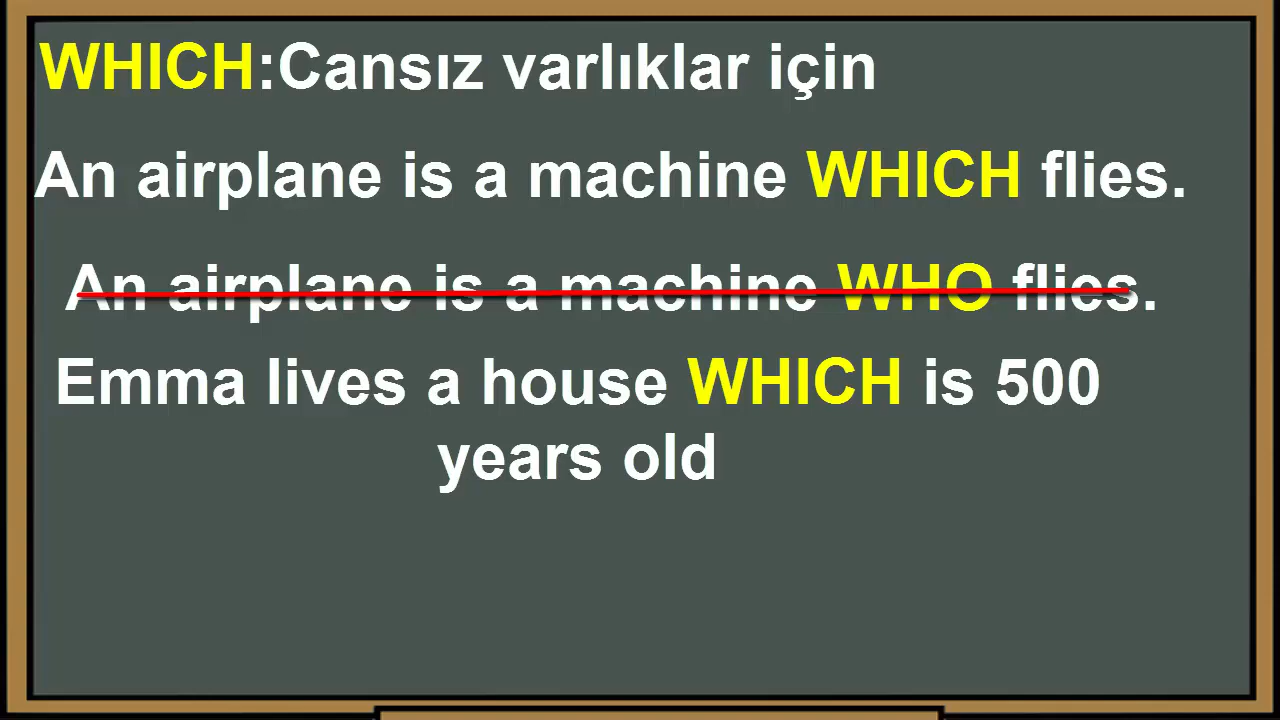 WHICH:Cansız varlıklar için
An airplane is a machine WHICH flies.
An airplane is a machine WHO flies.
Emma lives a house WHICH is 500
years old